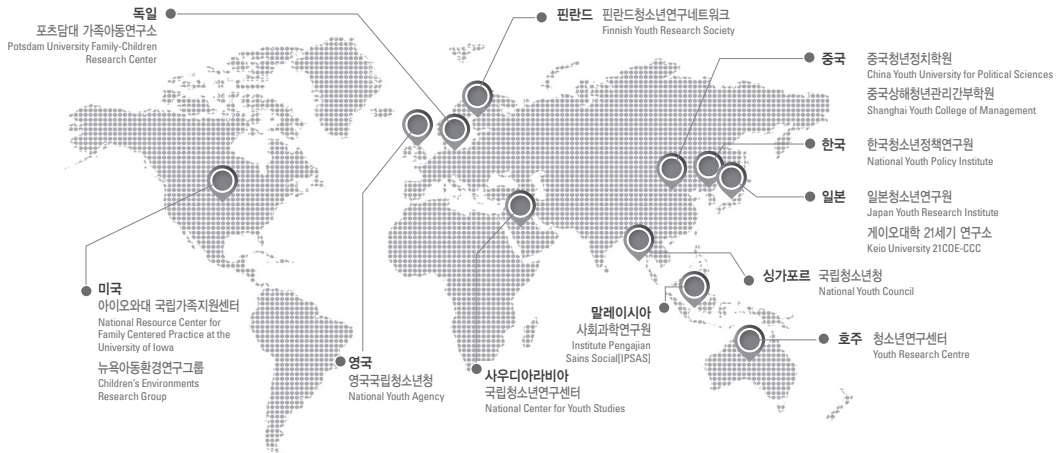 독일
포츠담대 가족아동연구소
Potsdam University Family-Children
Research Center
핀란드 핀란드청소년연구네트워크
Finnish Youth Research Society
중국 중국청년정치학원
China Youth University for Political Sciences
중국상해청년관리간부학원
Shanghai Youth College of Management
한국 한국청소년정책연구원
National Youth Policy Institute
일본 일본청소년연구원
Japan Youth Research Institute
게이오대학 21세기 연구소
Keio University 21COE-CCC
싱가포르 국립청소년청
National Youth Council
말레이시아
사회과학연구원
Institute Pengajian
Sains Social[IPSAS]
호주 청소년연구센터
Youth Research Centre
미국
아이오와대 국립가족지원센터
National Resource Center for
Family Centered Practice at the
University of Iowa
뉴욕아동환경연구그룹
Children's Environments
Research Group
영국
영국국립청소년청
National Youth Agency
사우디아라비아
국립청소년연구센터
National Center for Youth Studies